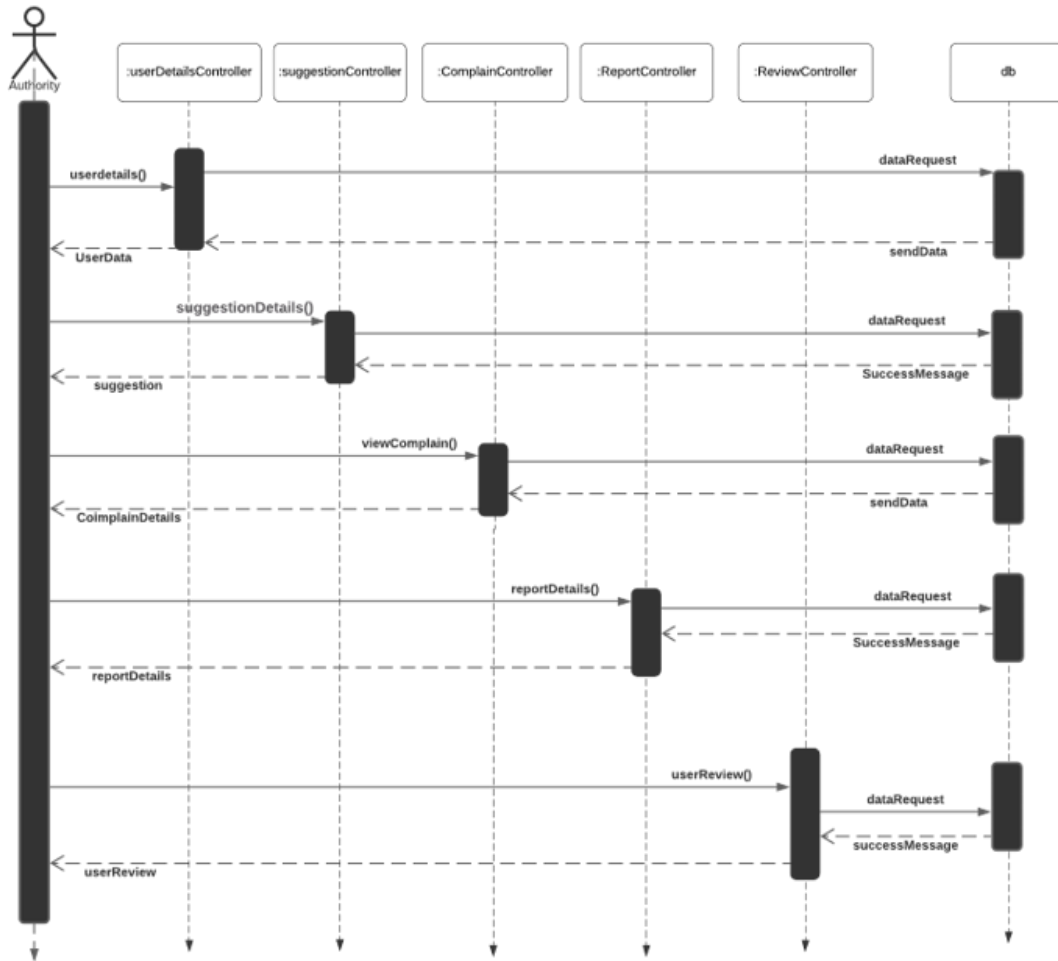 Authority
:userDetailsController
:suggestionController
:ComplainController
:ReportController
:ReviewController
db
userdetails()
dataRequest
sendData
UserData
suggestionDetails()
dataRequest
SuccessMessage
suggestion
viewComplain()
dataRequest
sendData
CoimplainDetails
reportDetails()
dataRequest
SuccessMessage
reportDetails
userReview()
dataRequest
successMessage
userReview